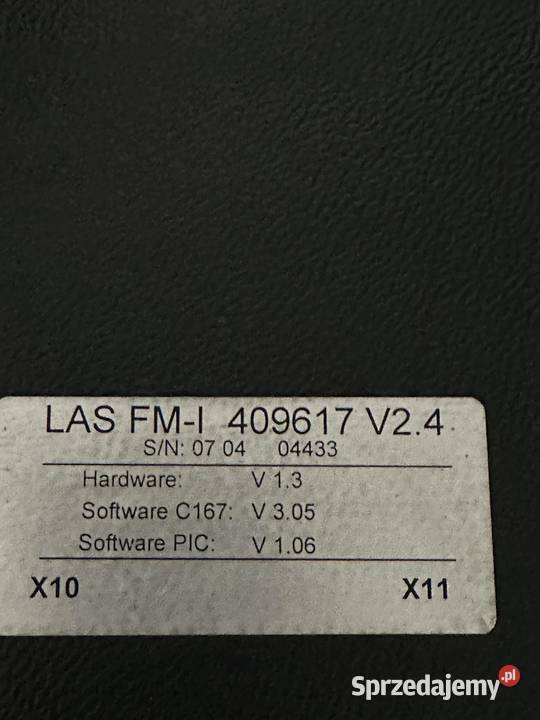 LAS FM-I 409617 V2.4
S/N: 07 04 04433
Hardware: V 1.3
Software C167: V 3.05
Software PIC: V 1.06
X10 X11
Sprzedajemy.pl